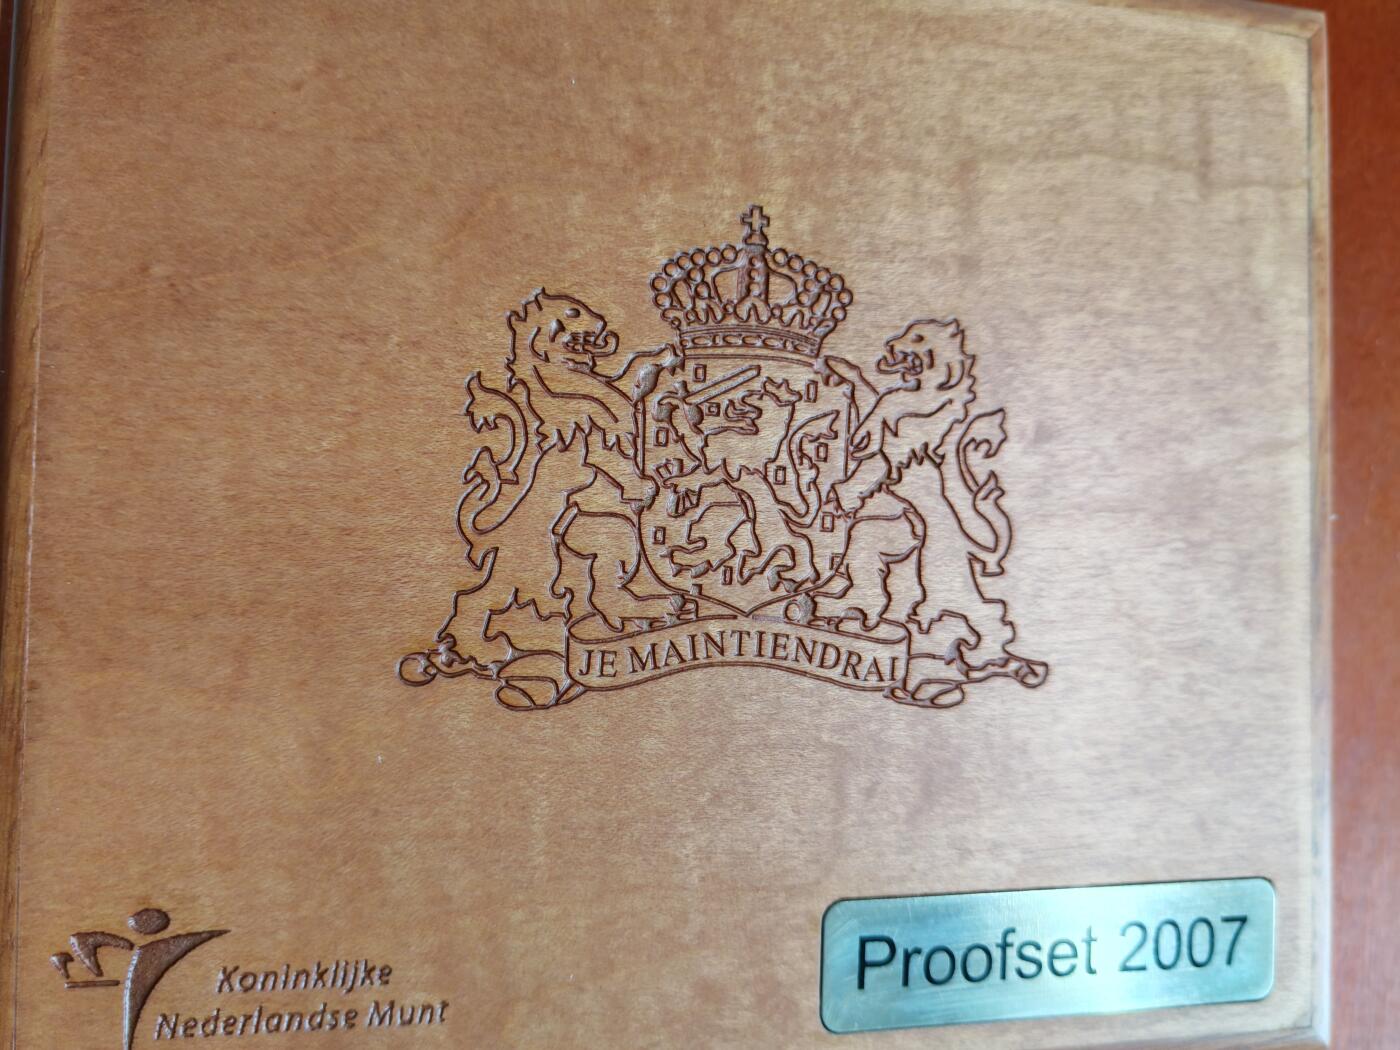 JE MAINTIENDRAI
Koninklijke
Nederlandse Munt
Proofset 2007